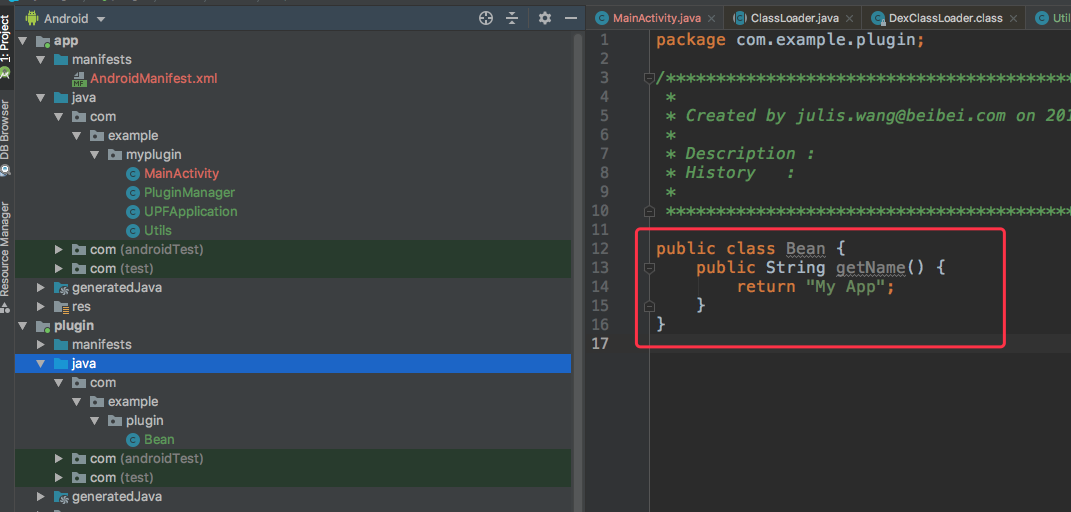 Android
MainActivity.java
ClassLoader.java
DexClassLoader.class
Util
1: Project
DB Browser
Resource Manager
app
manifests
AndroidManifest.xml
java
com
example
myplugin
MainActivity
PluginManager
UPFApplication
Utils
com (androidTest)
com (test)
generatedJava
res
plugin
manifests
java
com
example
plugin
Bean
com (androidTest)
com (test)
generatedJava
1 package com.example.plugin;
2
3 /*****************************************
4 *
5 * Created by julis.wang@beibei.com on 201
6 *
7 * Description :
8 * History :
9 *
10 *****************************************
11
12 public class Bean {
13 public String getName() {
14 return "My App";
15 }
16 }
17